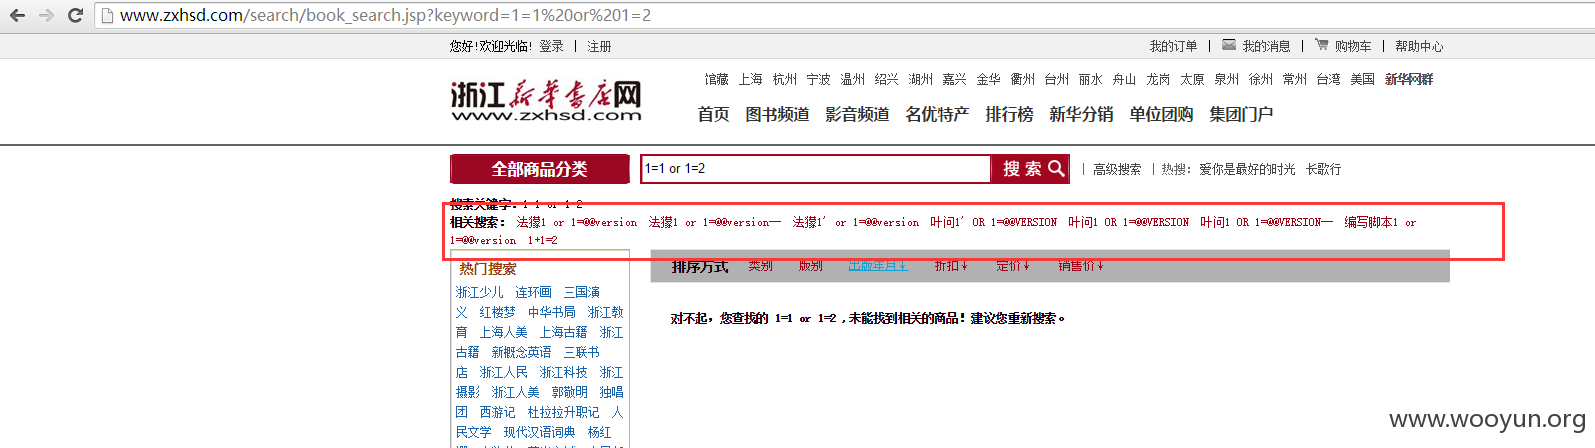 www.zxhsd.com/search/book_search.jsp?keyword=1=1%20or%201=2
您好!欢迎光临! 登录 | 注册
我的订单 | 我的消息 | 购物车 | 帮助中心
浙江新华书店网
www.zxhsd.com
馆藏 上海 杭州 宁波 温州 绍兴 湖州 嘉兴 金华 衢州 台州 丽水 舟山 龙岗 太原 泉州 徐州 常州 台湾 美国 新华网群
首页 图书频道 影音频道 名优特产 排行榜 新华分销 单位团购 集团门户
全部商品分类
1=1 or 1=2
搜 索
| 高级搜索 | 热搜: 爱你是最好的时光 长歌行
搜索关键字:1=1 or 1=2
相关搜索: 法撄1 or 1=@@version 法撄1 or 1=@@version-- 法撄1' or 1=@@version 叶问1' OR 1=@@VERSION 叶问1 OR 1=@@VERSION 叶问1 OR 1=@@VERSION-- 编写脚本1 or
1=@@version 1+1=2
热门搜索
排序方式 类别 版别 出版年月↓ 折扣↓ 定价↓ 销售价↓
浙江少儿 连环画 三国演
义 红楼梦 中华书局 浙江教
育 上海人美 上海古籍 浙江
古籍 新概念英语 三联书
店 浙江人民 浙江科技 浙江
摄影 浙江人美 郭敬明 独唱
团 西游记 杜拉拉升职记 人
民文学 现代汉语词典 杨红
对不起，您查找的 1=1 or 1=2 ,未能找到相关的商品！建议您重新搜索。
www.wooyun.org